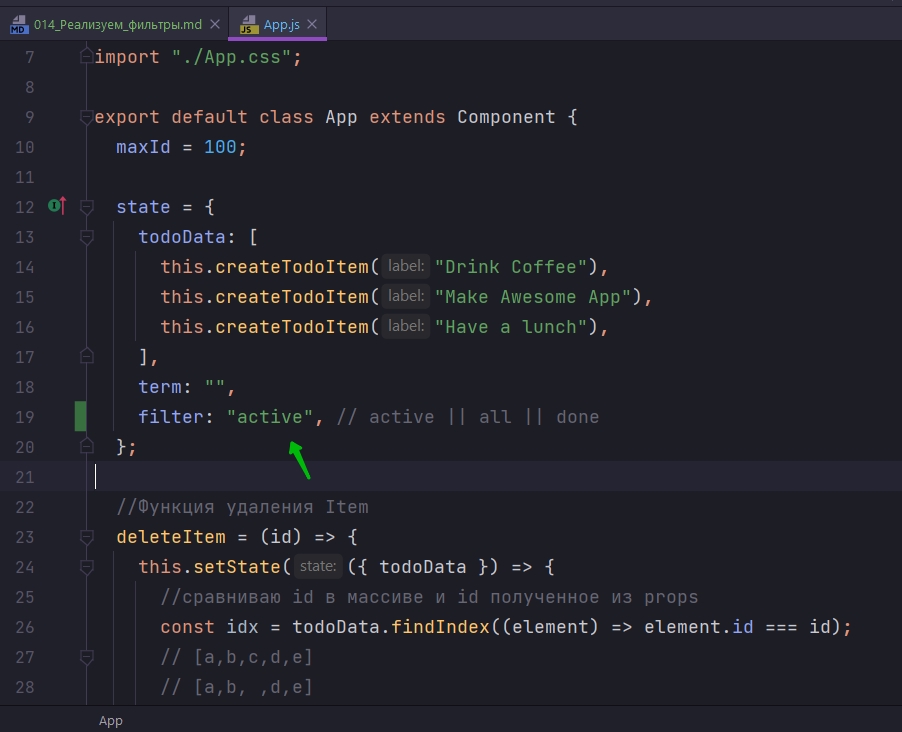 MD 014_Реализуем_фильтры.md JS App.js
7 import "./App.css";
8
9 export default class App extends Component {
10 maxId = 100;
11
12 state = {
13 todoData: [
14 this.createTodoItem( label: "Drink Coffee"),
15 this.createTodoItem( label: "Make Awesome App"),
16 this.createTodoItem( label: "Have a lunch"),
17 ],
18 term: "",
19 filter: "active", // active || all || done
20 };
21
22 //Функция удаления Item
23 deleteItem = (id) => {
24 this.setState( state: ({ todoData }) => {
25 //сравниваю id в массиве и id полученное из props
26 const idx = todoData.findIndex((element) => element.id === id);
27 // [a,b,c,d,e]
28 // [a,b, ,d,e]
App